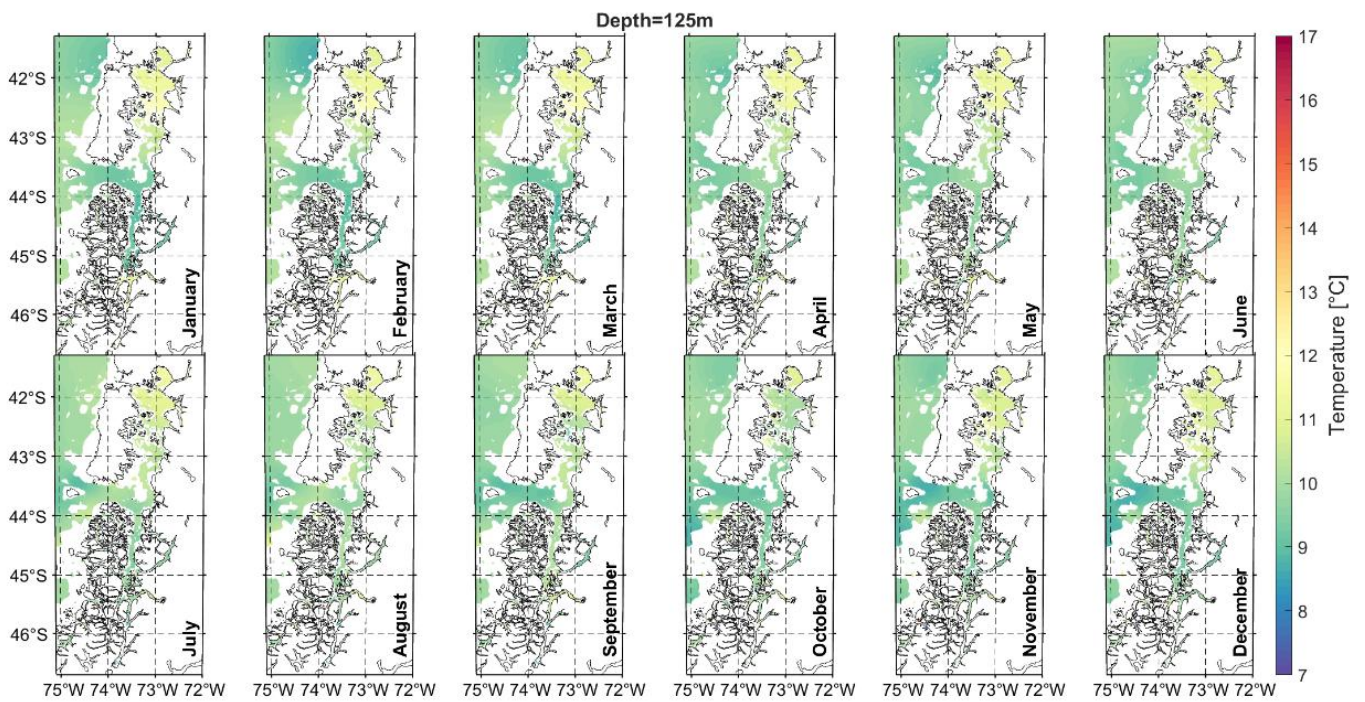 Depth=125m
42°S
43°S
44°S
45°S
46°S
January
February
March
April
May
June
42°S
43°S
44°S
45°S
46°S
July
August
September
October
November
December
75°W 74°W 73°W 72°W
75°W 74°W 73°W 72°W
75°W 74°W 73°W 72°W
75°W 74°W 73°W 72°W
75°W 74°W 73°W 72°W
75°W 74°W 73°W 72°W
17
16
15
14
13
12
11
10
9
8
7
Temperature [°C]